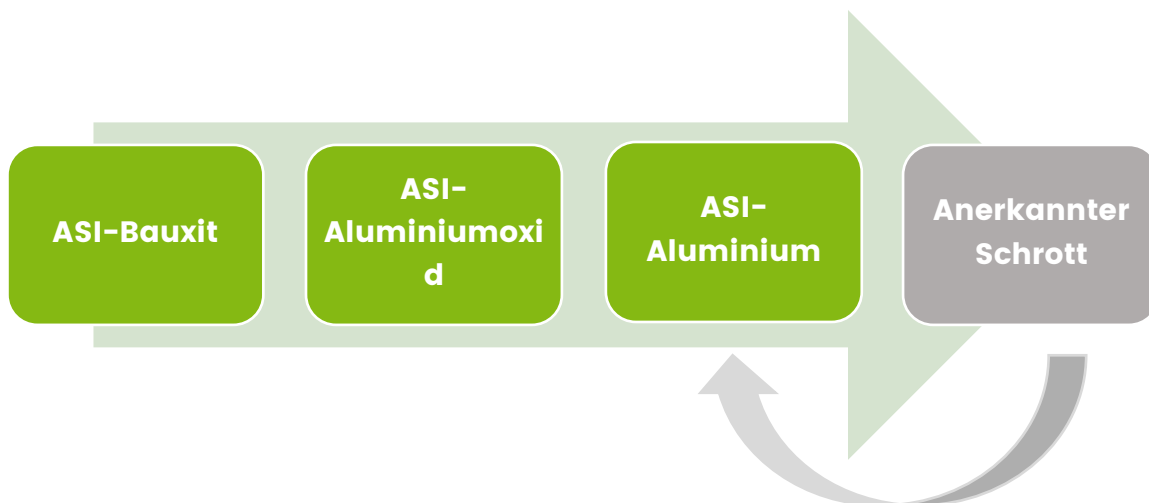 ASI-Bauxit
ASI-
Aluminiumoxi
d
ASI-
Aluminium
Anerkannter
Schrott